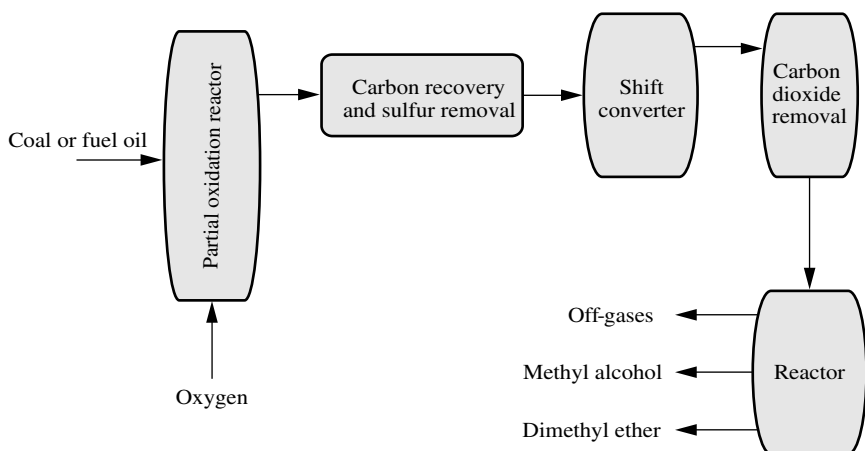 Coal or fuel oil
Partial oxidation reactor
Oxygen
Carbon recovery
and sulfur removal
Shift
converter
Carbon
dioxide
removal
Off-gases
Methyl alcohol
Dimethyl ether
Reactor